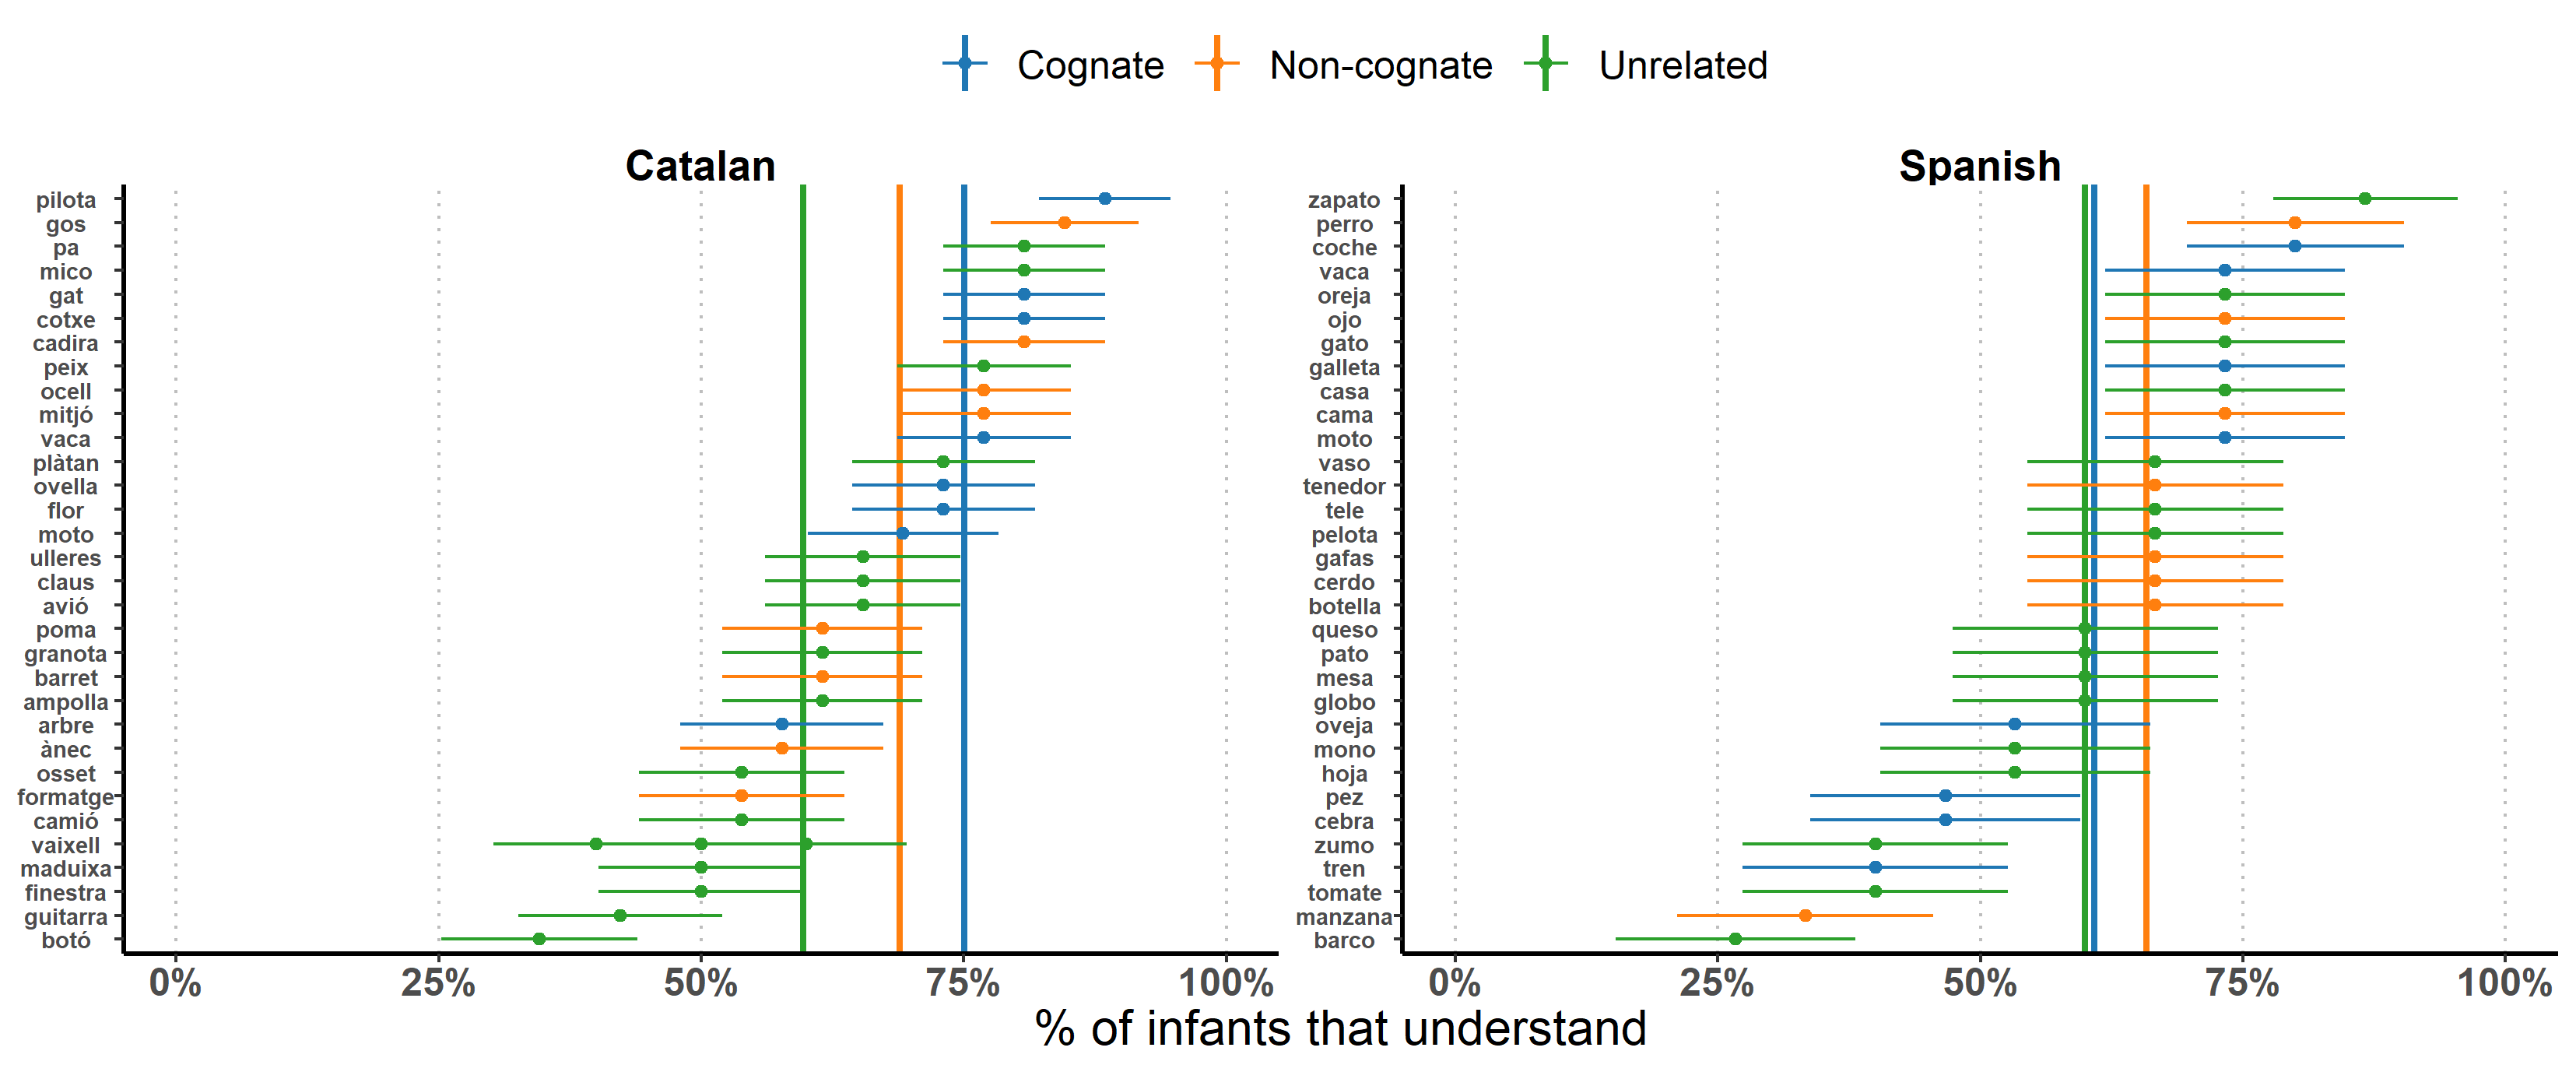 Cognate Non-cognate Unrelated
Catalan
pilota
gos
pa
mico
gat
cotxe
cadira
peix
ocell
mitjó
vaca
plàtan
ovella
flor
moto
ulleres
claus
avió
poma
granota
barret
ampolla
arbre
ànec
osset
formatge
camió
vaixell
maduixa
finestra
guitarra
botó
0% 25% 50% 75% 100%
Spanish
zapato
perro
coche
vaca
oreja
ojo
gato
galleta
casa
cama
moto
vaso
tenedor
tele
pelota
gafas
cerdo
botella
queso
pato
mesa
globo
oveja
mono
hoja
pez
cebra
zumo
tren
tomate
manzana
barco
0% 25% 50% 75% 100%
% of infants that understand